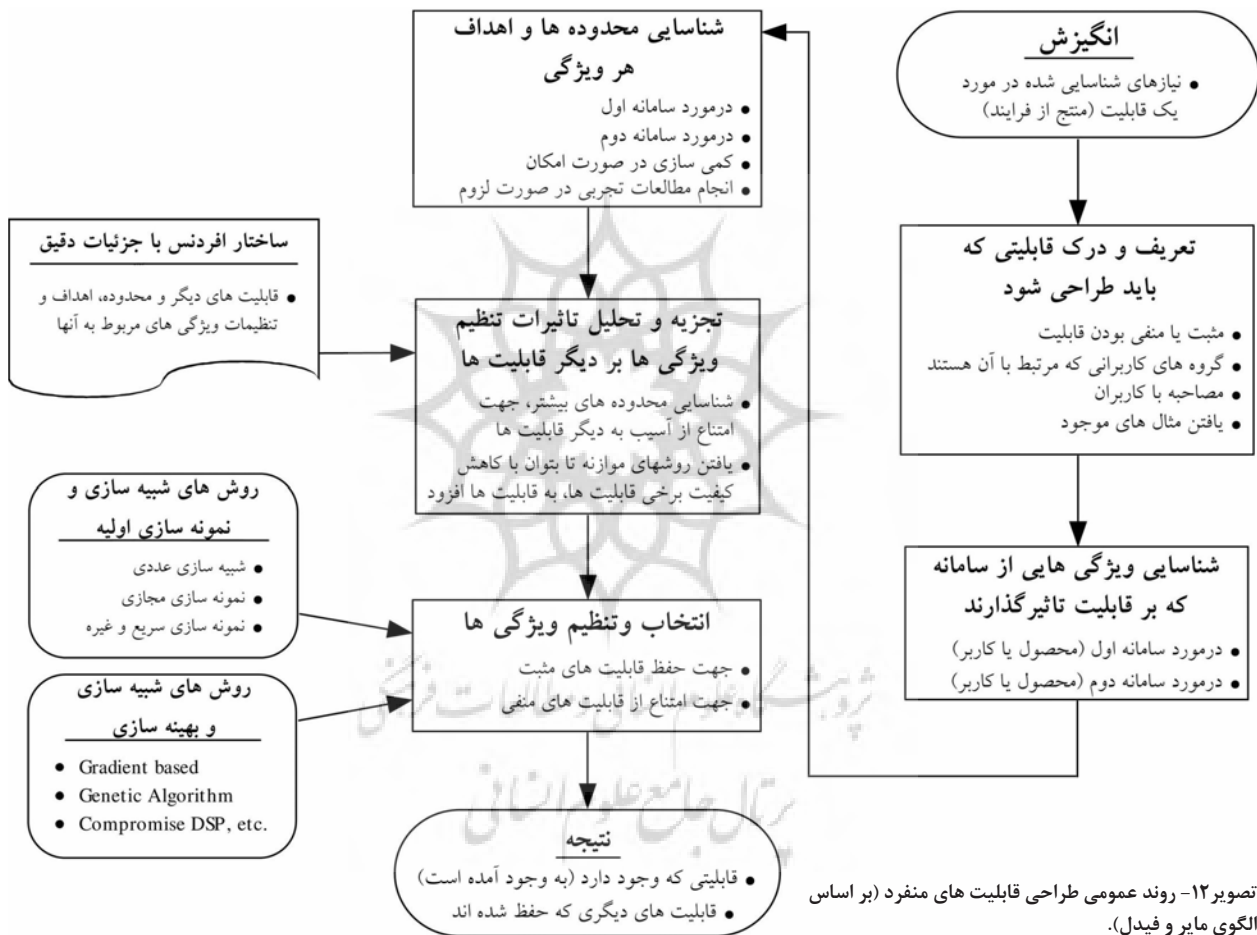 انگیزش
• نیازهای شناسایی شده در مورد
یک قابلیت (منتج از فرایند)
تعریف و درک قابلیتی که
باید طراحی شود
• مثبت یا منفی بودن قابلیت
• گروه های کاربرانی که مرتبط با آن هستند
• مصاحبه با کاربران
• یافتن مثال های موجود
شناسایی ویژگی هایی از سامانه
که بر قابلیت تاثیرگذارند
• درمورد سامانه اول (محصول یا کاربر)
• درمورد سامانه دوم (محصول یا کاربر)
شناسایی محدوده ها و اهداف
هر ویژگی
• درمورد سامانه اول
• درمورد سامانه دوم
• کمی سازی در صورت امکان
• انجام مطالعات تجربی در صورت لزوم
ساختار افردنس با جزئیات دقیق
• قابلیت های دیگر و محدوده، اهداف و
تنظیمات ویژگی های مربوط به آنها
تجزیه و تحلیل تاثیرات تنظیم
ویژگی ها بر دیگر قابلیت ها
• شناسایی محدوده های بیشتر، جهت
امتناع از آسیب به دیگر قابلیت ها
• یافتن روشهای موازنه تا بتوان با کاهش
کیفیت برخی قابلیت ها، به قابلیت ها افزود
روش های شبیه سازی و
نمونه سازی اولیه
• شبیه سازی عددی
• نمونه سازی مجازی
• نمونه سازی سریع و غیره
روش های شبیه سازی
و بهینه سازی
• Gradient based
• Genetic Algorithm
• Compromise DSP, etc.
انتخاب وتنظیم ویژگی ها
• جهت حفظ قابلیت های مثبت
• جهت امتناع از قابلیت های منفی
نتیجه
• قابلیتی که وجود دارد (به وجود آمده است)
• قابلیت های دیگری که حفظ شده اند
پژوهشگاه علوم انسانی و مطالعات فرهنگی
پرتال جامع علوم انسانی
تصویر۱۲- روند عمومی طراحی قابلیت های منفرد (بر اساس
الگوی مایر و فیدل).